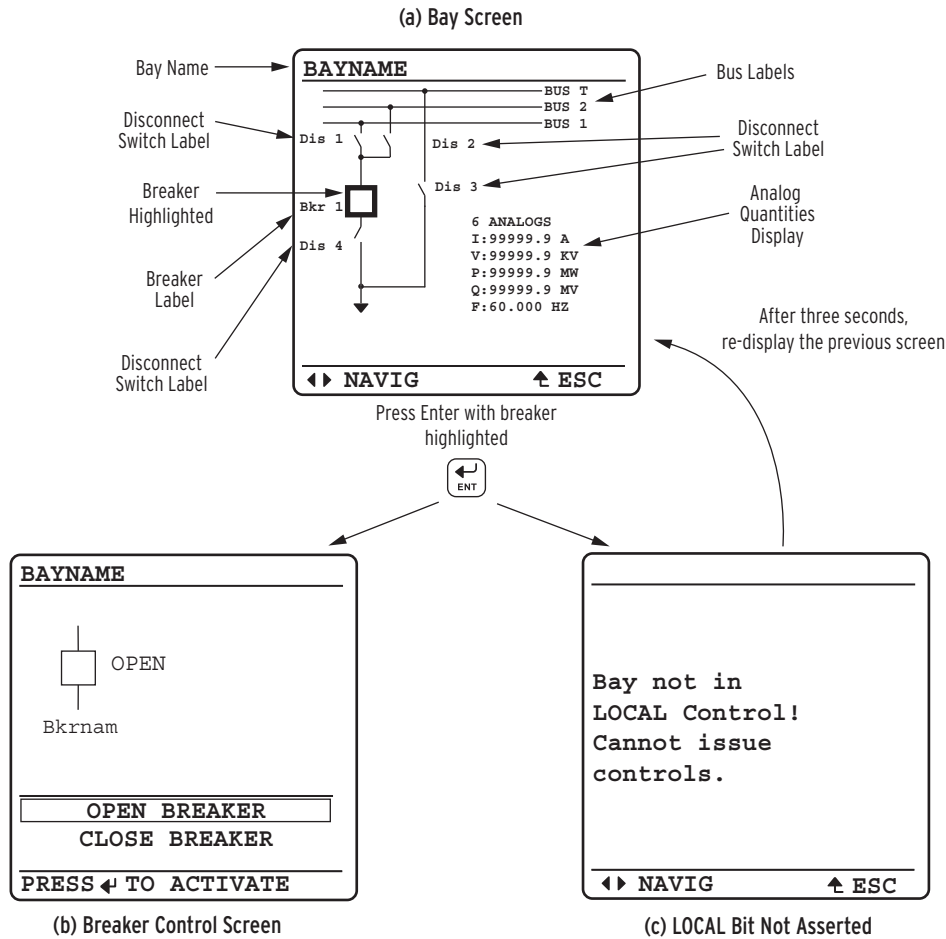 (a) Bay Screen
Bay Name
BAYNAME
Bus Labels
BUS T
BUS 2
BUS 1
Disconnect
Switch Label
Dis 1
Dis 2
Disconnect
Switch Label
Dis 3
Breaker
Highlighted
Bkr 1
Analog
Quantities
Display
6 ANALOGS
I:99999.9 A
V:99999.9 KV
P:99999.9 MW
Q:99999.9 MV
F:60.000 HZ
Dis 4
Breaker
Label
Disconnect
Switch Label
After three seconds,
re-display the previous screen
NAVIG ESC
Press Enter with breaker
highlighted
ENT
BAYNAME
OPEN
Bkrnam
OPEN BREAKER
CLOSE BREAKER
PRESS TO ACTIVATE
(b) Breaker Control Screen
Bay not in
LOCAL Control!
Cannot issue
controls.
NAVIG ESC
(c) LOCAL Bit Not Asserted